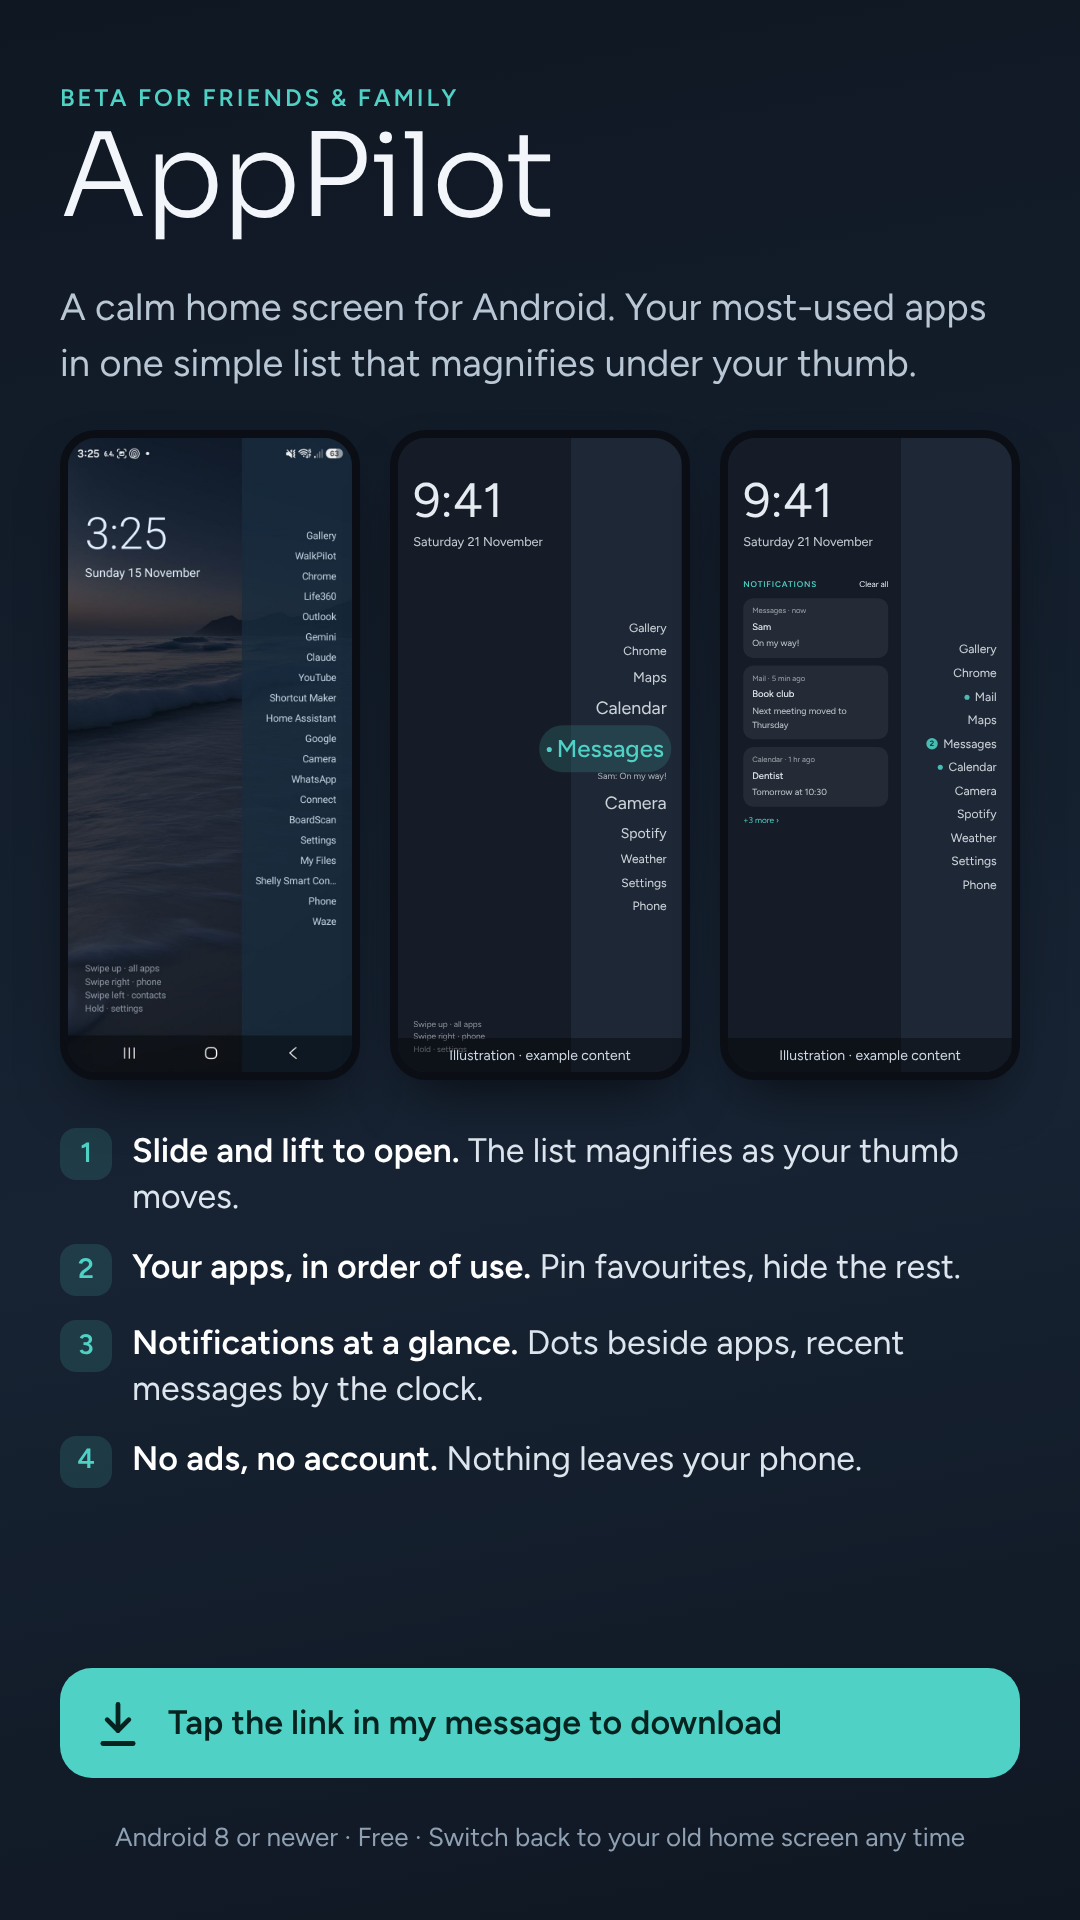 BETA FOR FRIENDS & FAMILY
AppPilot
A calm home screen for Android. Your most-used apps
in one simple list that magnifies under your thumb.
3:25
61
3:25
Sunday 15 November
Gallery
WalkPilot
Chrome
Life360
Outlook
Gemini
Claude
YouTube
Shortcut Maker
Home Assistant
Google
Camera
WhatsApp
Connect
BoardScan
Settings
My Files
Shelly Smart Con...
Phone
Waze
Swipe up · all apps
Swipe right · phone
Swipe left · contacts
Hold · settings
9:41
Saturday 21 November
Gallery
Chrome
Maps
Calendar
Messages
Sam: On my way!
Camera
Spotify
Weather
Settings
Phone
Swipe up · all apps
Swipe right · phone
Hold · settings
Illustration · example content
9:41
Saturday 21 November
NOTIFICATIONS Clear all
Messages · now
Sam
On my way!
Mail · 5 min ago
Book club
Next meeting moved to
Thursday
Calendar · 1 hr ago
Dentist
Tomorrow at 10:30
+3 more ›
Gallery
Chrome
Mail
Maps
2 Messages
Calendar
Camera
Spotify
Weather
Settings
Phone
Illustration · example content
1 Slide and lift to open. The list magnifies as your thumb
moves.
2 Your apps, in order of use. Pin favourites, hide the rest.
3 Notifications at a glance. Dots beside apps, recent
messages by the clock.
4 No ads, no account. Nothing leaves your phone.
Tap the link in my message to download
Android 8 or newer · Free · Switch back to your old home screen any time